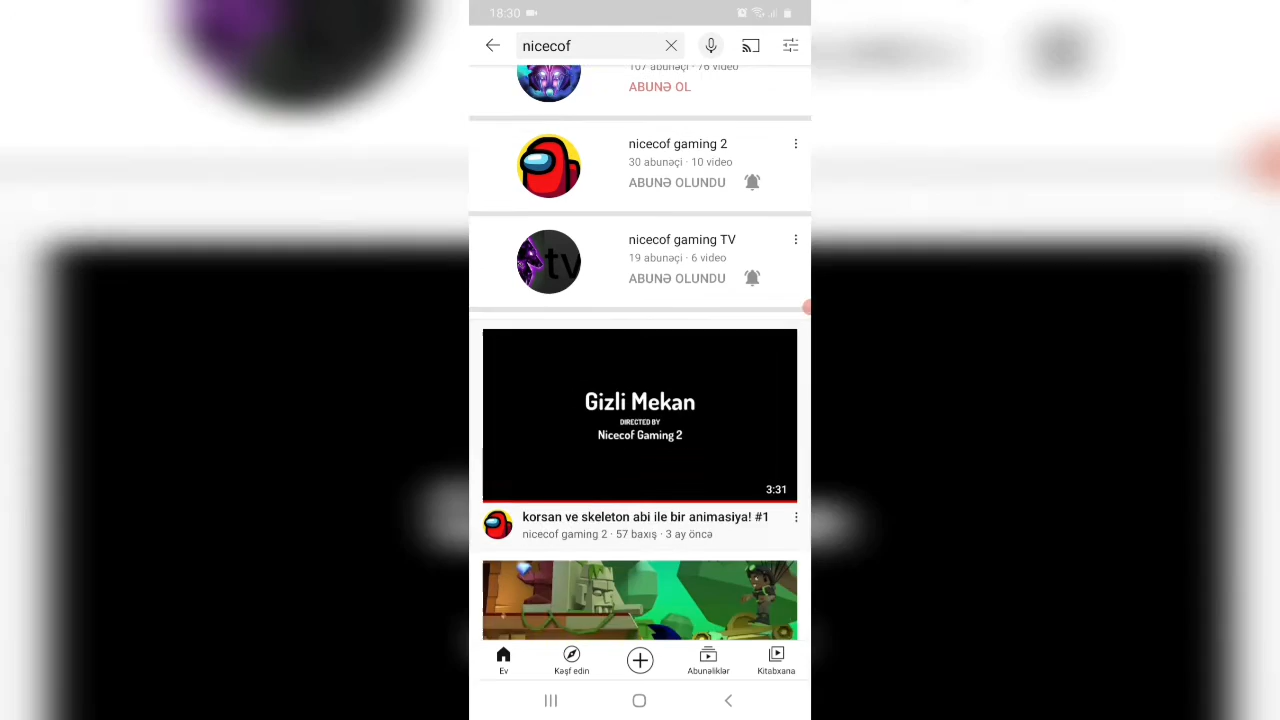 18:30
nicecof
107 abunəçi · 76 video
ABUNƏ OL
nicecof gaming 2
30 abunəçi · 10 video
ABUNƏ OLUNDU
tv
nicecof gaming TV
19 abunəçi · 6 video
ABUNƏ OLUNDU
Gizli Mekan
DIRECTED BY
Nicecof Gaming 2
3:31
korsan ve skeleton abi ile bir animasiya! #1
nicecof gaming 2 · 57 baxış · 3 ay öncə
Ev
Kəşf edin
Abunəliklər
Kitabxana